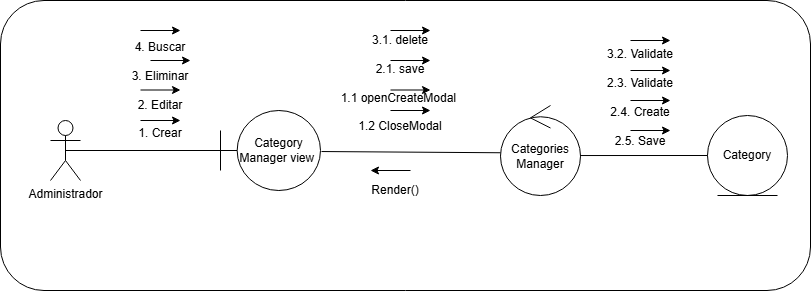 4. Buscar
3. Eliminar
2. Editar
1. Crear
Administrador
Category
Manager view
3.1. delete
2.1. save
1.1 openCreateModal
1.2 CloseModal
Render()
Categories
Manager
3.2. Validate
2.3. Validate
2.4. Create
2.5. Save
Category